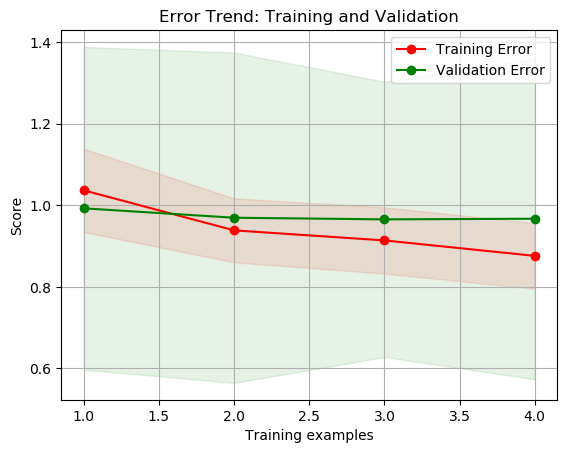 Error Trend: Training and Validation
Training Error
Validation Error
Score
1.4
1.2
1.0
0.8
0.6
1.0 1.5 2.0 2.5 3.0 3.5 4.0
Training examples